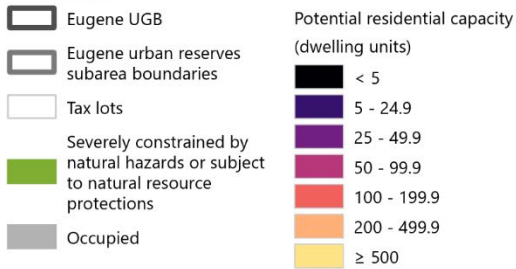 Eugene UGB
Eugene urban reserves
subarea boundaries
Tax lots
Severely constrained by
natural hazards or subject
to natural resource
protections
Occupied
Potential residential capacity
(dwelling units)
< 5
5 - 24.9
25 - 49.9
50 - 99.9
100 - 199.9
200 - 499.9
≥ 500